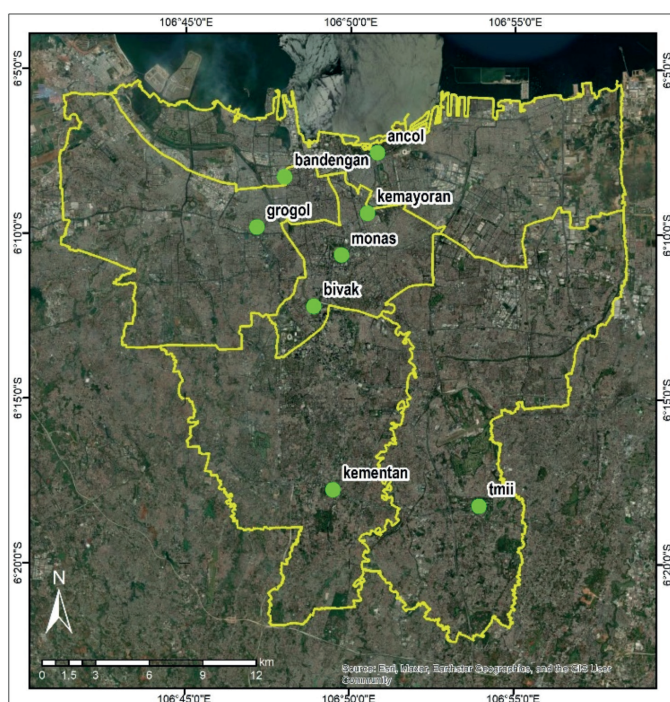 106°45'0"E 106°50'0"E 106°55'0"E
6°5'0"S 6°5'0"S
ancol
bandengan
kemayoran
grogol
6°10'0"S 6°10'0"S
monas
bivak
6°15'0"S 6°15'0"S
kementan
tmii
6°20'0"S 6°20'0"S
N
km
0 1.5 3 6 9 12
Source: Esri, Maxar, Earthstar Geographics, and the GIS User
Community
106°45'0"E 106°50'0"E 106°55'0"E